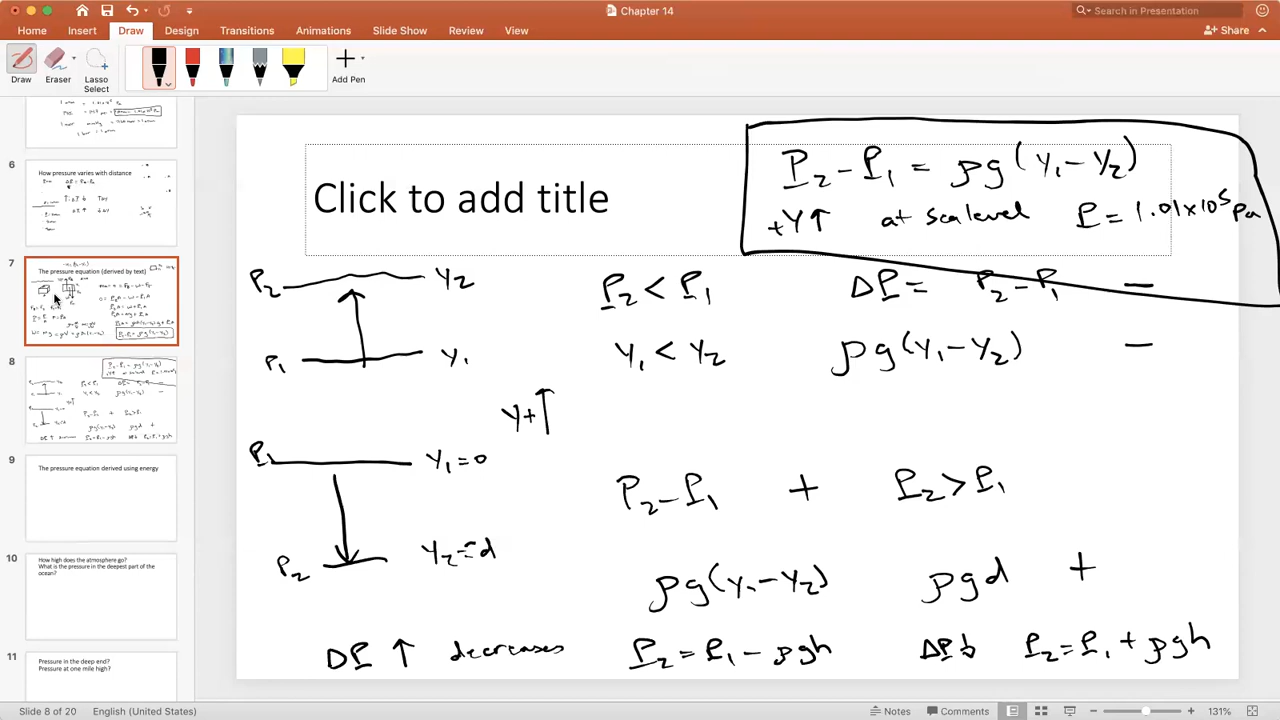 Chapter 14
Search in Presentation
Home Insert Draw Design Transitions Animations Slide Show Review View Share
Draw Eraser Lasso Select Add Pen
6
How pressure varies with distance
7
The pressure equation (derived by text)
8
9
The pressure equation derived using energy
10
How high does the atmosphere go?
What is the pressure in the deepest part of the ocean?
11
Pressure in the deep end?
Pressure at one mile high?
Click to add title
P₂ - P₁ = ρg(y₁ - y₂)
+y↑ at sealevel P = 1.01x10⁵ Pa
P₂ y₂ P₂ < P₁ ΔP = P₂ - P₁ —
P₁ y₁ y₁ < y₂ ρg(y₁ - y₂) —
y+↑
P₁ y₁=0
P₂ - P₁ + P₂ > P₁
P₂ y₂=-d
ρg(y₁ - y₂) ρgd +
ΔP ↑ decreases P₂ = P₁ - ρgh ΔP P₂ = P₁ + ρgh
Slide 8 of 20 English (United States) Notes Comments 131%